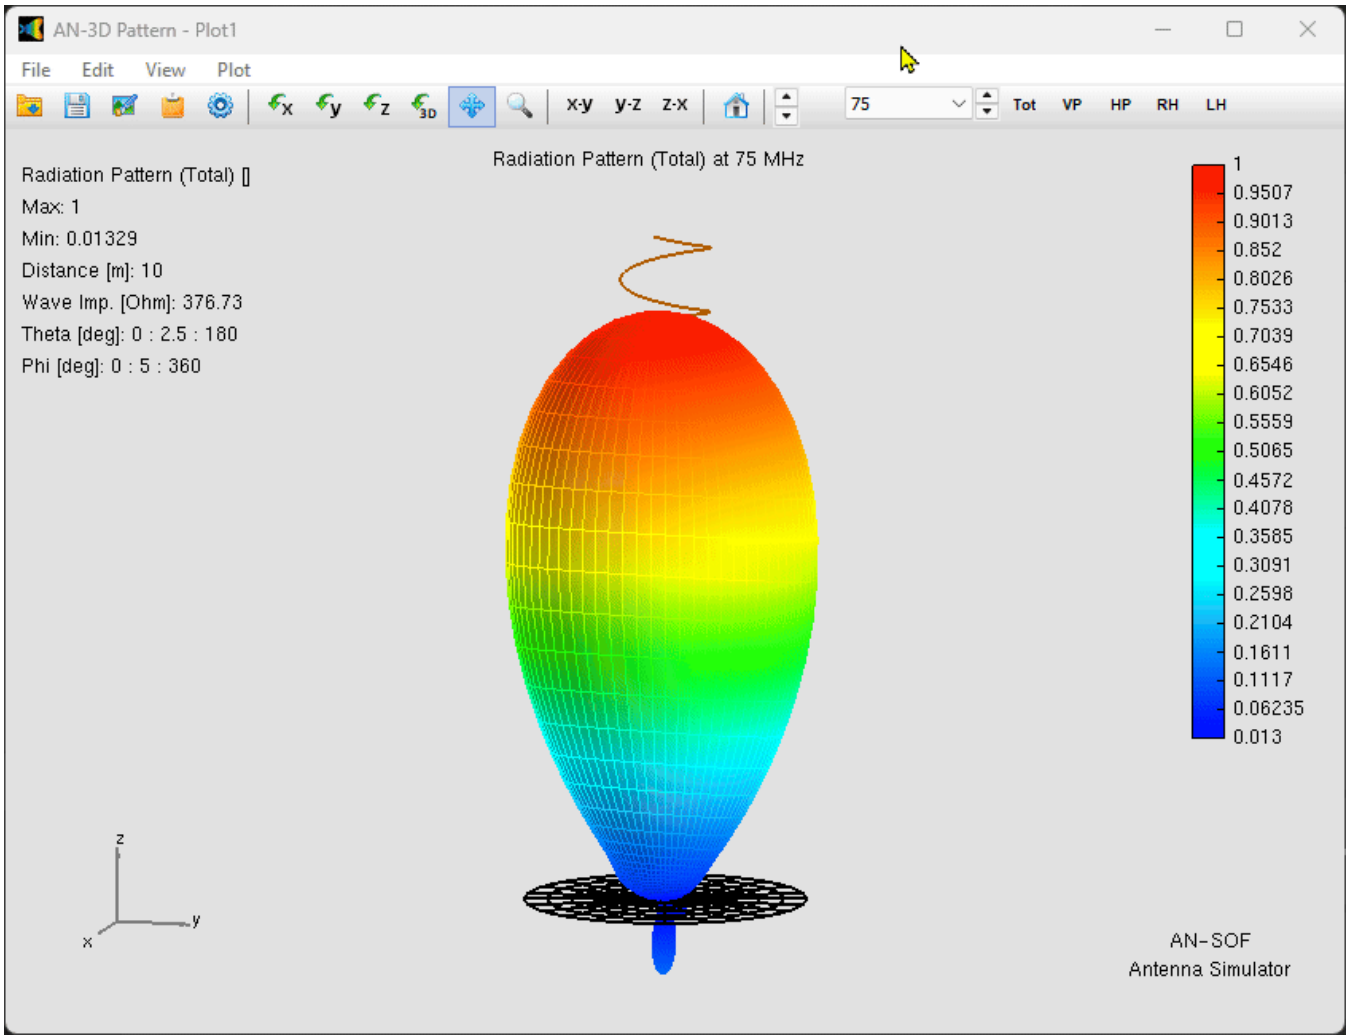 AN-3D Pattern - Plot1
File Edit View Plot
x y z 3D x-y y-z z-x 75 Tot VP HP RH LH
Radiation Pattern (Total) at 75 MHz
Radiation Pattern (Total) []
Max: 1
Min: 0.01329
Distance [m]: 10
Wave Imp. [Ohm]: 376.73
Theta [deg]: 0 : 2.5 : 180
Phi [deg]: 0 : 5 : 360
1
0.9507
0.9013
0.852
0.8026
0.7533
0.7039
0.6546
0.6052
0.5559
0.5065
0.4572
0.4078
0.3585
0.3091
0.2598
0.2104
0.1611
0.1117
0.06235
0.013
z
y
x
AN-SOF
Antenna Simulator